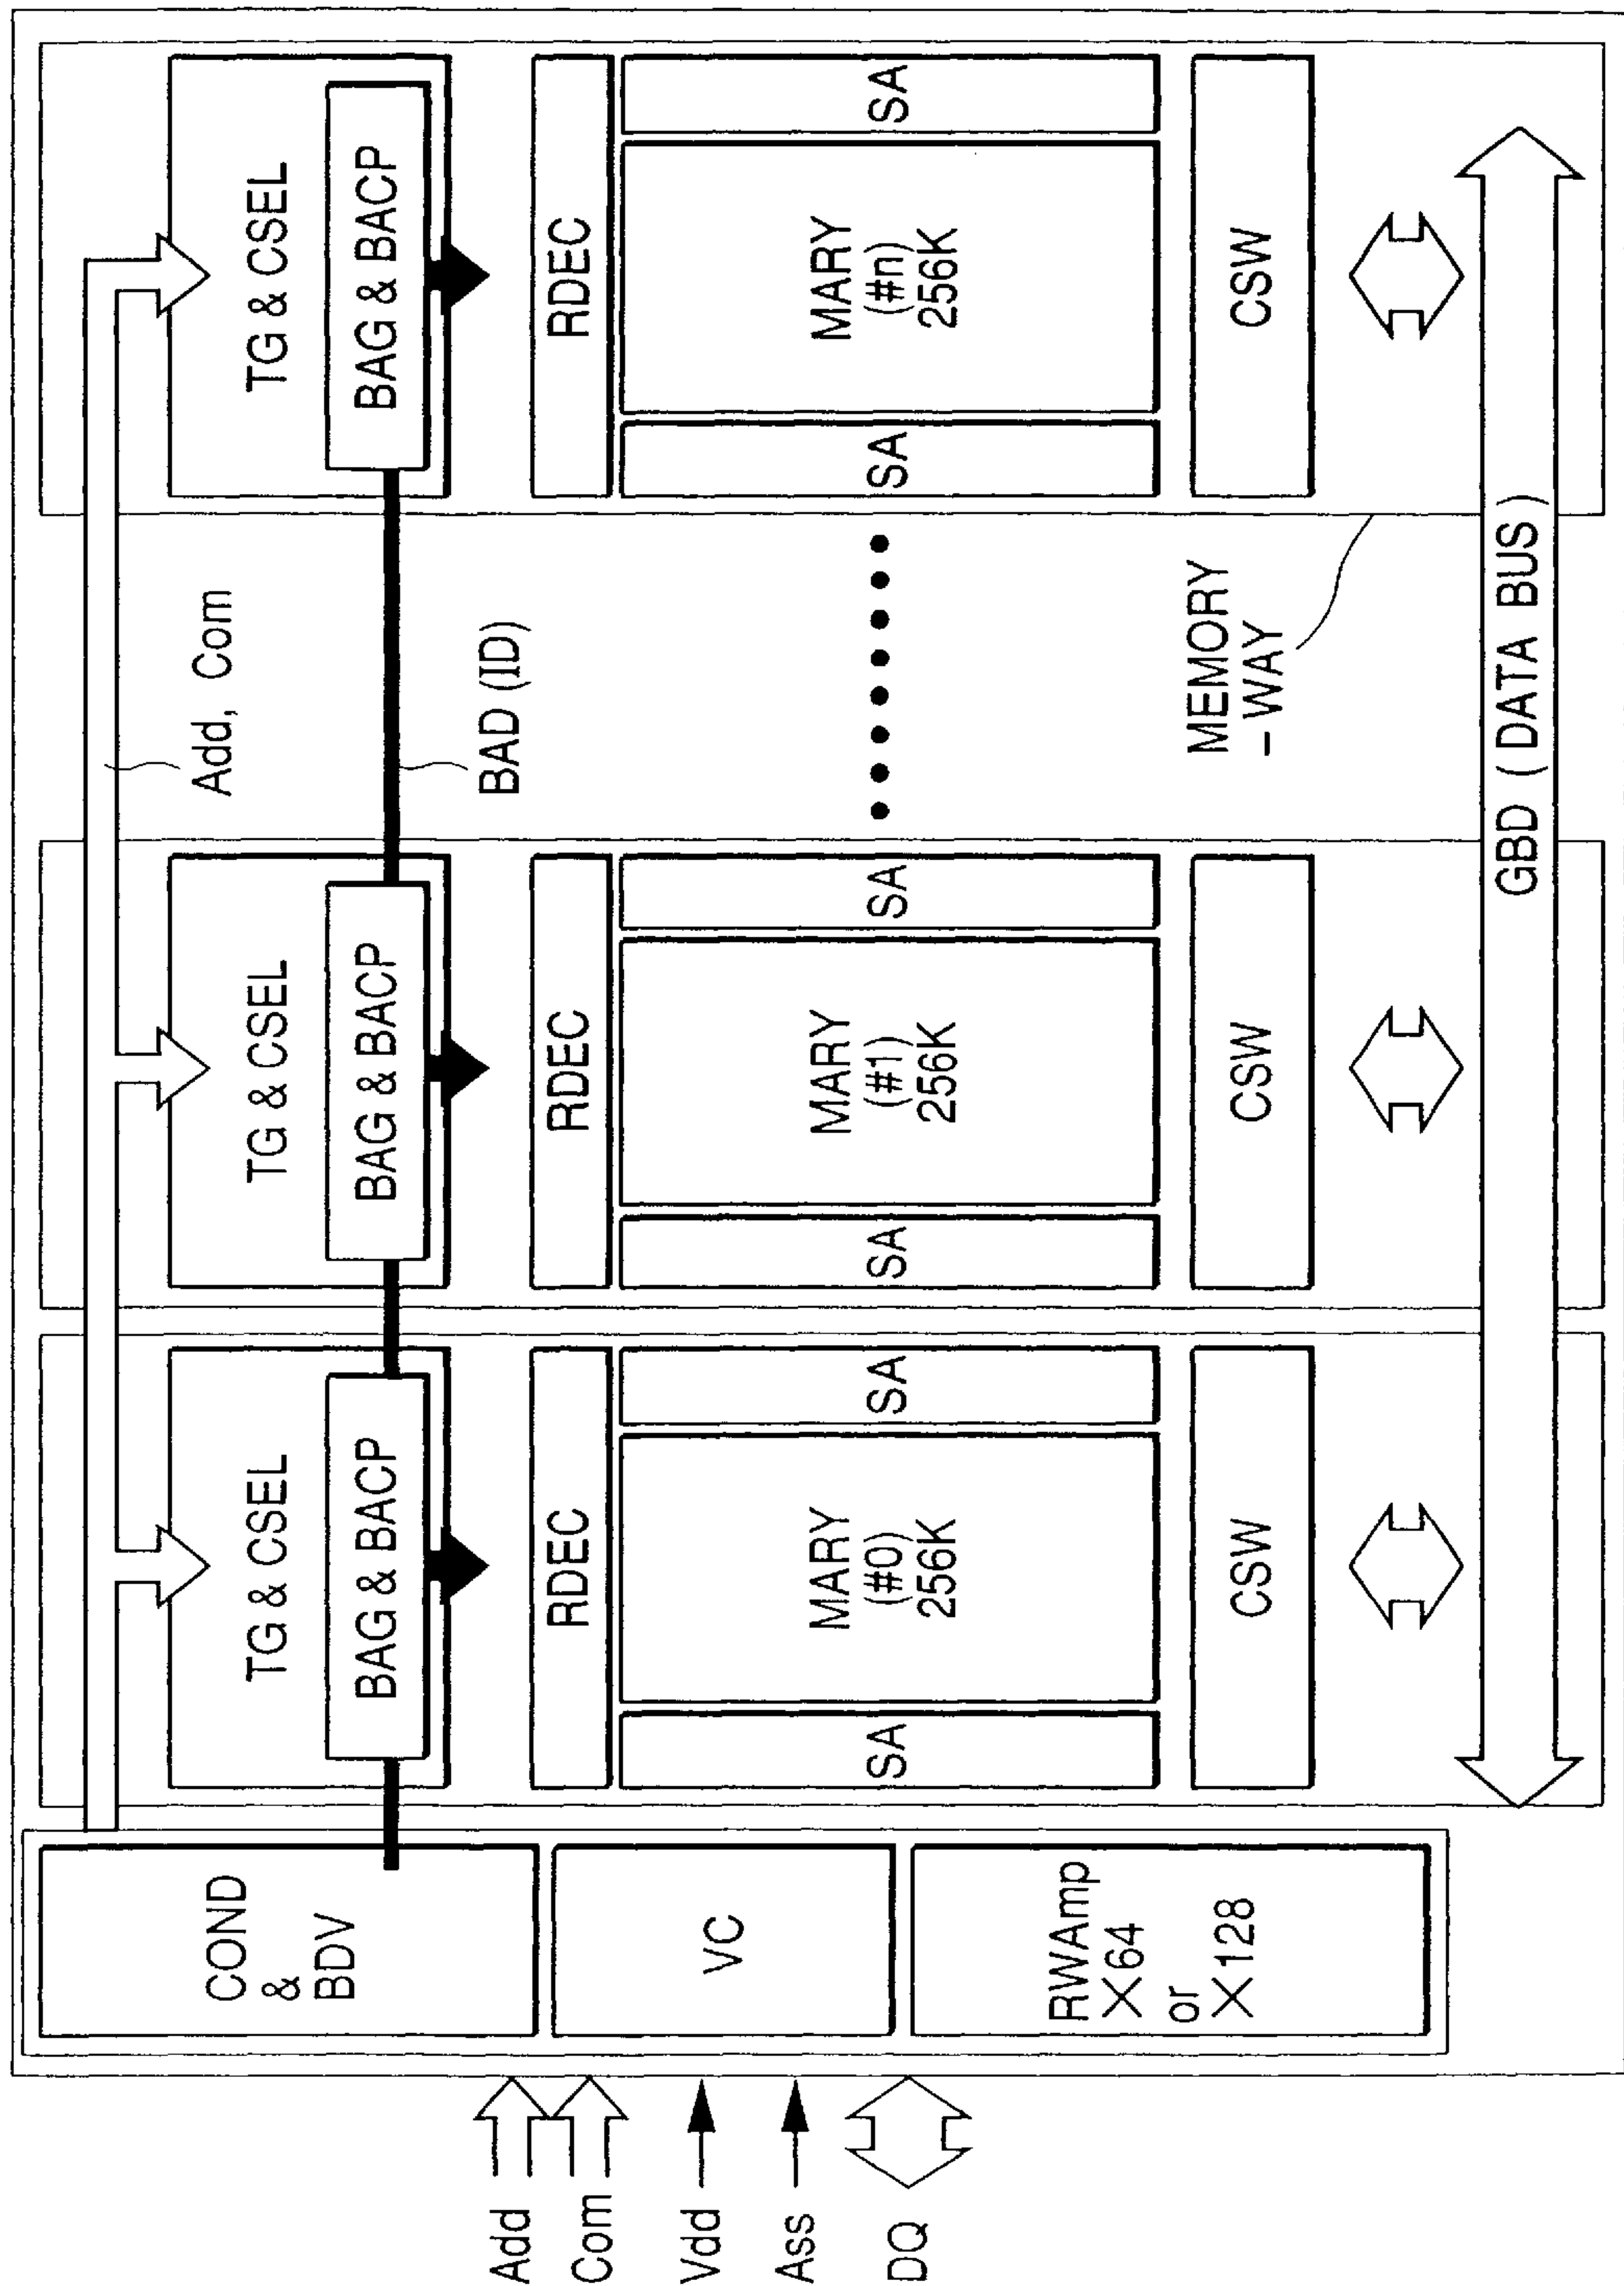 Add, Com
COND
&
BDV
TG & CSEL
BAG & BACP
TG & CSEL
BAG & BACP
TG & CSEL
BAG & BACP
BAD (ID)
Add
Com
Vdd
Ass
DQ
VC
RDEC
RDEC
RDEC
SA
MARY
(#0)
256K
SA
SA
MARY
(#1)
256K
SA
SA
MARY
(#n)
256K
SA
RWAmp
×64
or
×128
CSW
CSW
CSW
MEMORY
-WAY
GBD ( DATA BUS )